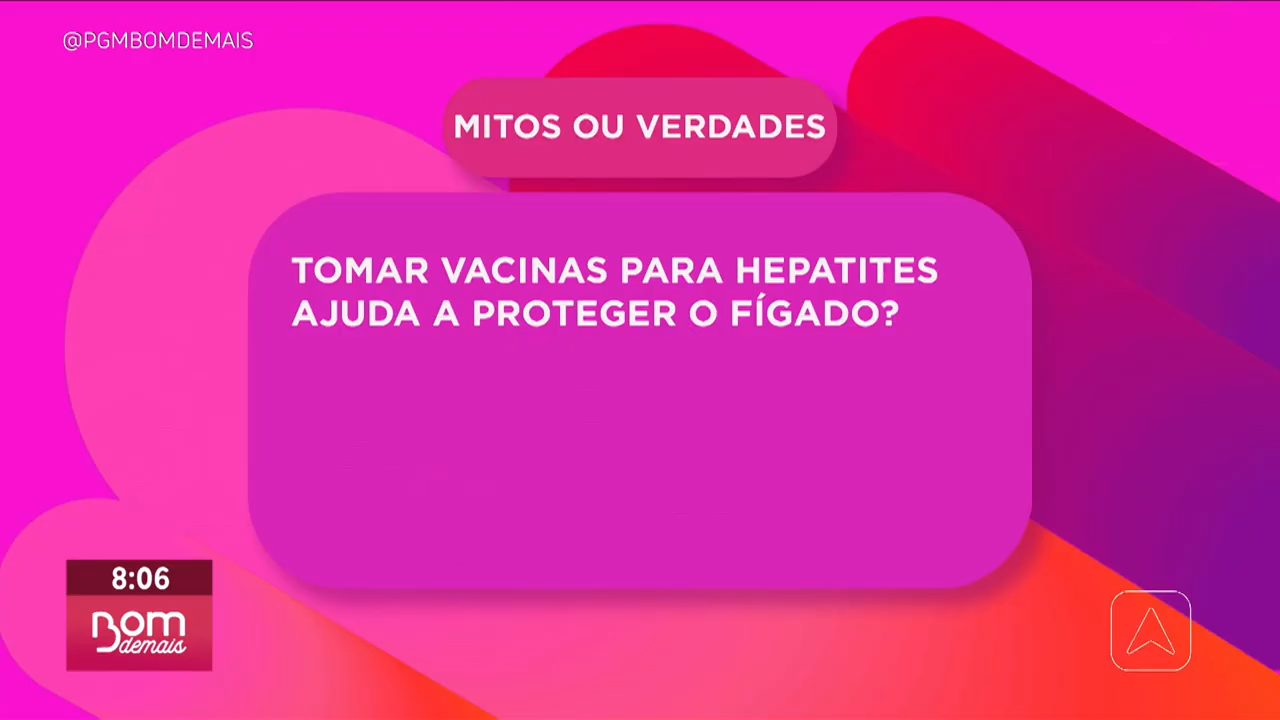 @PGMBOMDEMAIS
MITOS OU VERDADES
TOMAR VACINAS PARA HEPATITES
AJUDA A PROTEGER O FÍGADO?
8:06
Bom
demais